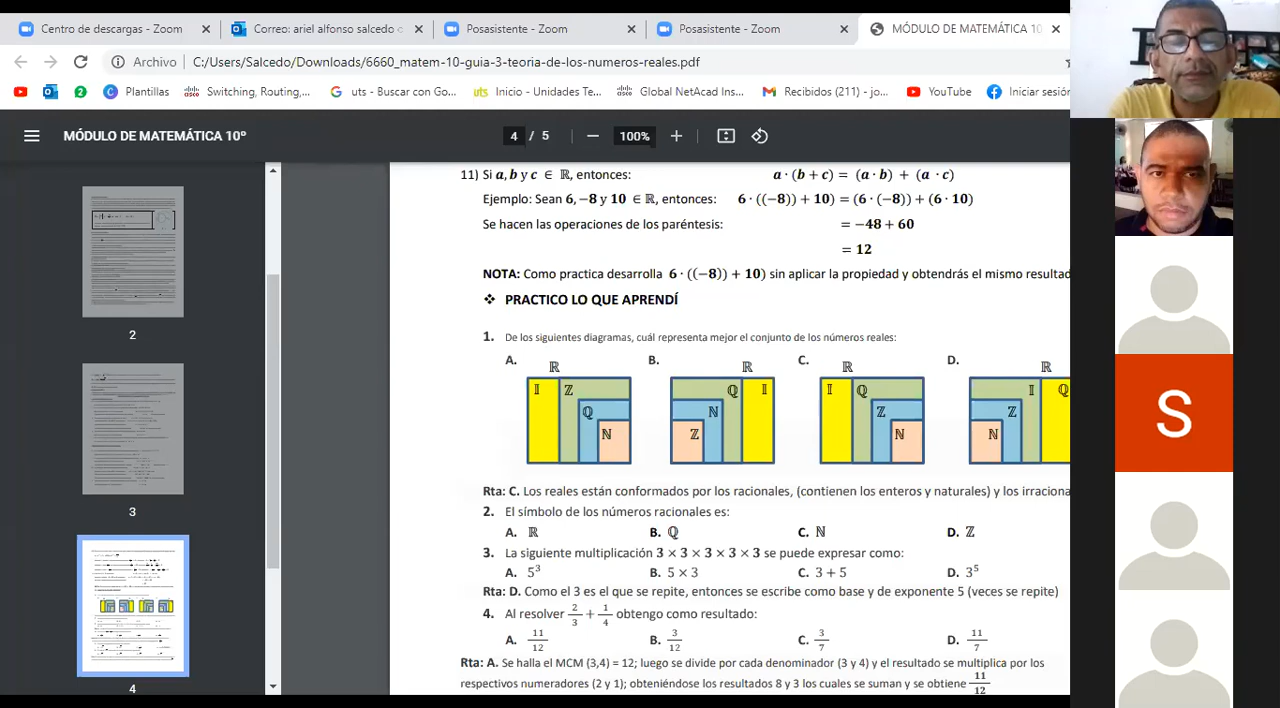 Centro de descargas - Zoom
Correo: ariel alfonso salcedo c
Posasistente - Zoom
Posasistente - Zoom
MÓDULO DE MATEMÁTICA 10º
Archivo
C:/Users/Salcedo/Downloads/6660_matem-10-guia-3-teoria-de-los-numeros-reales.pdf
Plantillas
Switching, Routing,...
uts - Buscar con Go...
Inicio - Unidades Te...
Global NetAcad Ins...
Recibidos (211) - jo...
YouTube
Iniciar sesión
MÓDULO DE MATEMÁTICA 10º
4 / 5
100%
2
3
4
11) Si a, b y c ∈ ℝ, entonces: a · (b + c) = (a · b) + (a · c)
Ejemplo: Sean 6, −8 y 10 ∈ ℝ, entonces: 6 · ((−8)) + 10) = (6 · (−8)) + (6 · 10)
Se hacen las operaciones de los paréntesis: = −48 + 60
= 12
NOTA: Como practica desarrolla 6 · ((−8)) + 10) sin aplicar la propiedad y obtendrás el mismo resultad
❖ PRACTICO LO QUE APRENDÍ
1. De los siguientes diagramas, cuál representa mejor el conjunto de los números reales:
A. B. C. D.
ℝ ℝ ℝ ℝ
𝕀 ℤ ℚ 𝕀 𝕀 ℚ 𝕀 ℚ
ℚ ℕ ℤ ℤ
ℕ ℤ ℕ ℕ
Rta: C. Los reales están conformados por los racionales, (contienen los enteros y naturales) y los irraciona
2. El símbolo de los números racionales es:
A. ℝ B. ℚ C. ℕ D. ℤ
3. La siguiente multiplicación 3 × 3 × 3 × 3 × 3 se puede expresar como:
A. 5³ B. 5 × 3 C. 3 + 5 D. 3⁵
Rta: D. Como el 3 es el que se repite, entonces se escribe como base y de exponente 5 (veces se repite)
4. Al resolver 2/3 + 1/4 obtengo como resultado:
A. 11/12 B. 3/12 C. 3/7 D. 11/7
Rta: A. Se halla el MCM (3,4) = 12; luego se divide por cada denominador (3 y 4) y el resultado se multiplica por los
respectivos numeradores (2 y 1); obteniéndose los resultados 8 y 3 los cuales se suman y se obtiene 11/12
S